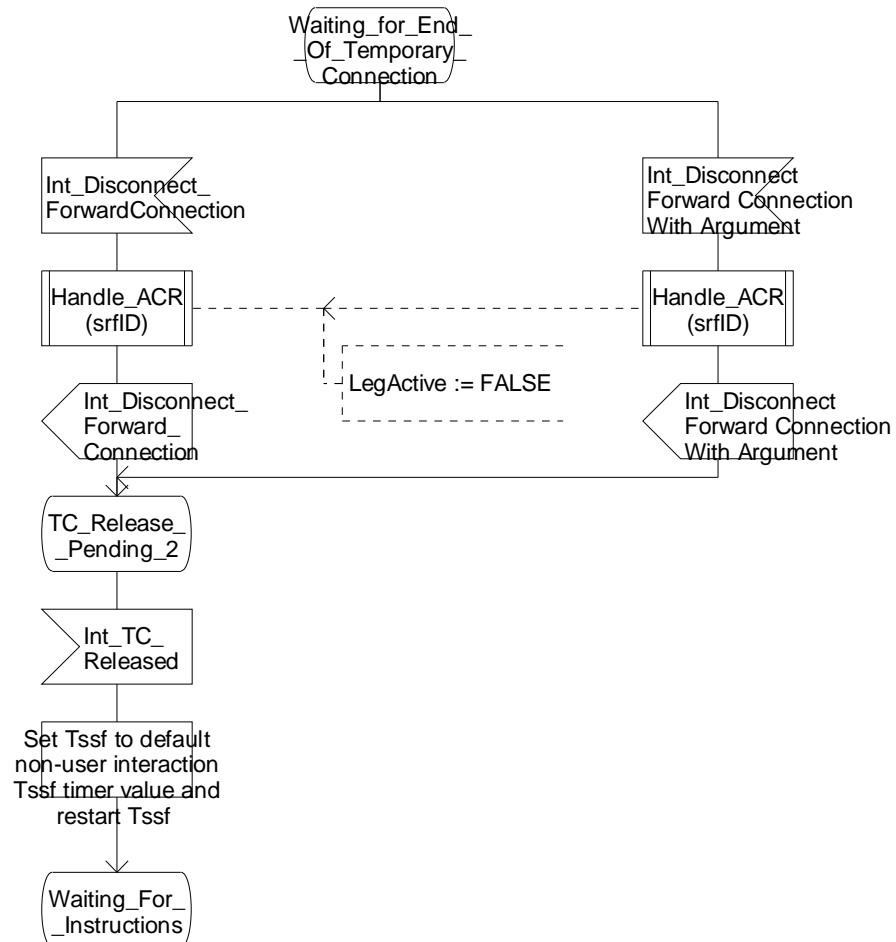 Waiting_for_End_
_Of_Temporary_
Connection
Int_Disconnect_
ForwardConnection
Int_Disconnect
Forward Connection
With Argument
Handle_ACR
(srfID)
Handle_ACR
(srfID)
LegActive := FALSE
Int_Disconnect_
Forward_
Connection
Int_Disconnect
Forward Connection
With Argument
TC_Release_
_Pending_2
Int_TC_
Released
Set Tssf to default
non-user interaction
Tssf timer value and
restart Tssf
Waiting_For_
_Instructions